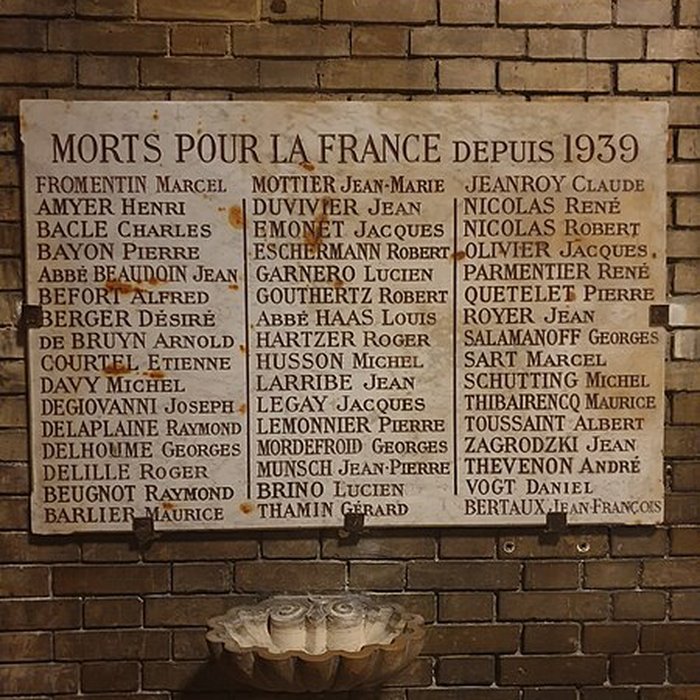 MORTS POUR LA FRANCE DEPUIS 1939
FROMENTIN MARCEL
AMYER HENRI
BACLE CHARLES
BAYON PIERRE
ABBÉ BEAUDOIN JEAN
BEFORT ALFRED
BERGER DÉSIRÉ
DE BRUYN ARNOLD
COURTEL ETIENNE
DAVY MICHEL
DEGIOVANNI JOSEPH
DELAPLAINE RAYMOND
DELHOUME GEORGES
DELILLE ROGER
BEUGNOT RAYMOND
BARLIER MAURICE
MOTTIER JEAN-MARIE
DUVIVIER JEAN
EMONET JACQUES
ESCHERMANN ROBERT
GARNERO LUCIEN
GOUTHERTZ ROBERT
ABBÉ HAAS LOUIS
HARTZER ROGER
HUSSON MICHEL
LARRIBE JEAN
LEGAY JACQUES
LEMONNIER PIERRE
MORDEFROID GEORGES
MUNSCH JEAN-PIERRE
BRINO LUCIEN
THAMIN GÉRARD
JEANROY CLAUDE
NICOLAS RENÉ
NICOLAS ROBERT
OLIVIER JACQUES
PARMENTIER RENÉ
QUETELET PIERRE
ROYER JEAN
SALAMANOFF GEORGES
SART MARCEL
SCHUTTING MICHEL
THIBAIRENCQ MAURICE
TOUSSAINT ALBERT
ZAGRODZKI JEAN
THEVENON ANDRÉ
VOGT DANIEL
BERTAUX JEAN-FRANÇOIS